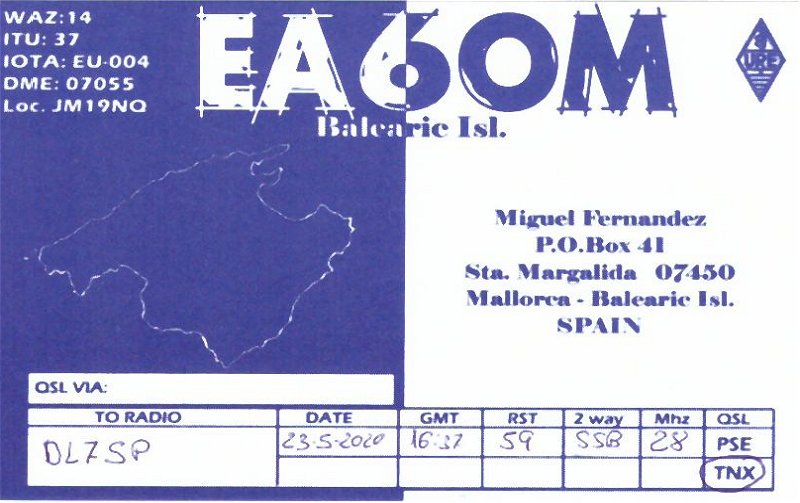 WAZ:14
ITU: 37
IOTA: EU-004
DME: 07055
Loc. JM19NQ
EA6OM
Balearic Isl.
URE
Miguel Fernandez
P.O.Box 41
Sta. Margalida 07450
Mallorca - Balearic Isl.
SPAIN
QSL VIA:
TO RADIO DATE GMT RST 2 way Mhz QSL
DL7SP 23-5-2020 16:37 59 SSB 28 PSE
TNX